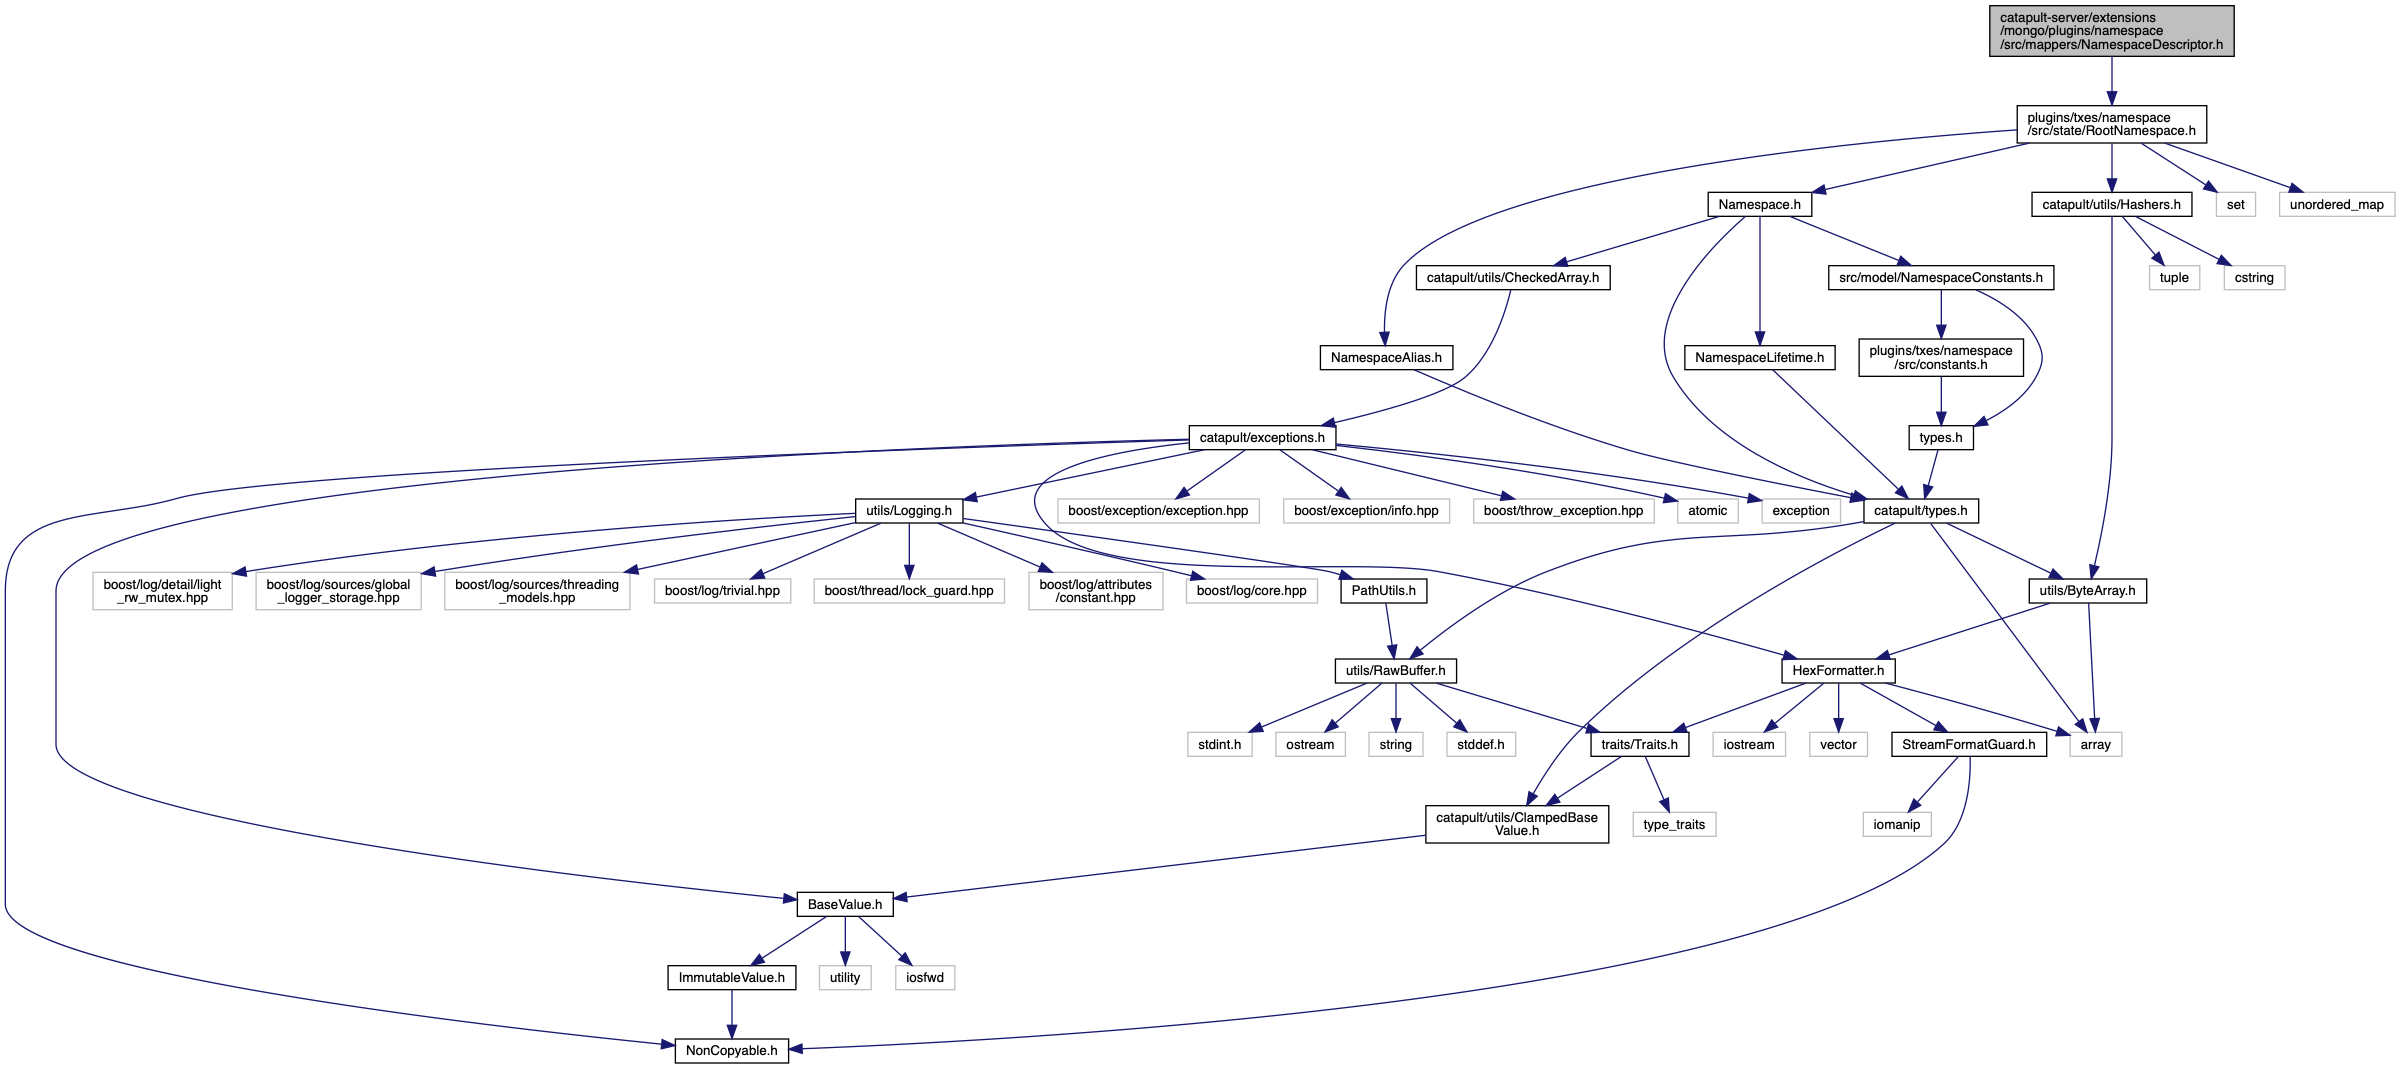 catapult-server/extensions
/mongo/plugins/namespace
/src/mappers/NamespaceDescriptor.h
plugins/txes/namespace
/src/state/RootNamespace.h
Namespace.h
catapult/utils/Hashers.h
set
unordered_map
catapult/utils/CheckedArray.h
src/model/NamespaceConstants.h
tuple
cstring
NamespaceAlias.h
NamespaceLifetime.h
plugins/txes/namespace
/src/constants.h
catapult/exceptions.h
types.h
utils/Logging.h
boost/exception/exception.hpp
boost/exception/info.hpp
boost/throw_exception.hpp
atomic
exception
catapult/types.h
boost/log/detail/light
_rw_mutex.hpp
boost/log/sources/global
_logger_storage.hpp
boost/log/sources/threading
_models.hpp
boost/log/trivial.hpp
boost/thread/lock_guard.hpp
boost/log/attributes
/constant.hpp
boost/log/core.hpp
PathUtils.h
utils/ByteArray.h
utils/RawBuffer.h
HexFormatter.h
stdint.h
ostream
string
stddef.h
traits/Traits.h
iostream
vector
StreamFormatGuard.h
array
catapult/utils/ClampedBase
Value.h
type_traits
iomanip
BaseValue.h
ImmutableValue.h
utility
iosfwd
NonCopyable.h